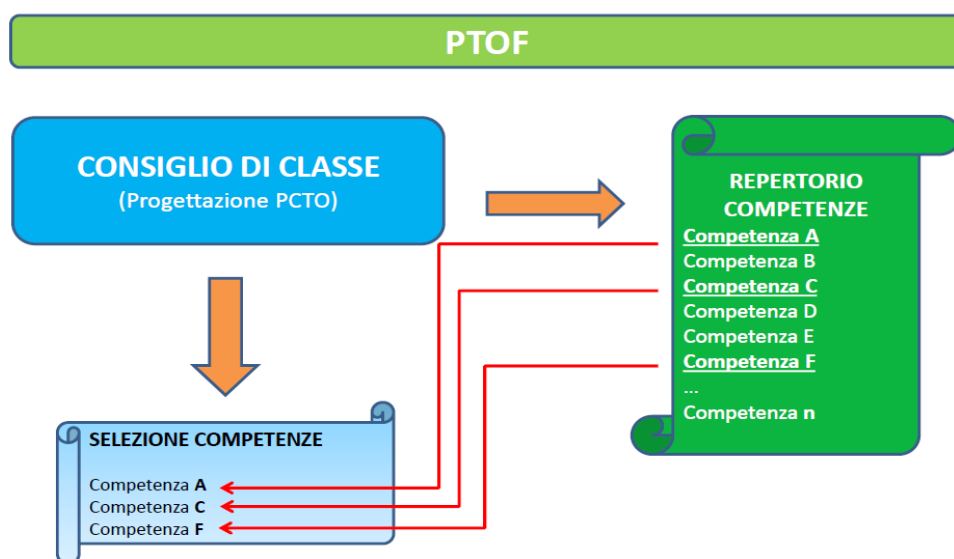 PTOF
CONSIGLIO DI CLASSE
(Progettazione PCTO)
REPERTORIO
COMPETENZE
Competenza A
Competenza B
Competenza C
Competenza D
Competenza E
Competenza F
...
Competenza n
SELEZIONE COMPETENZE
Competenza A
Competenza C
Competenza F